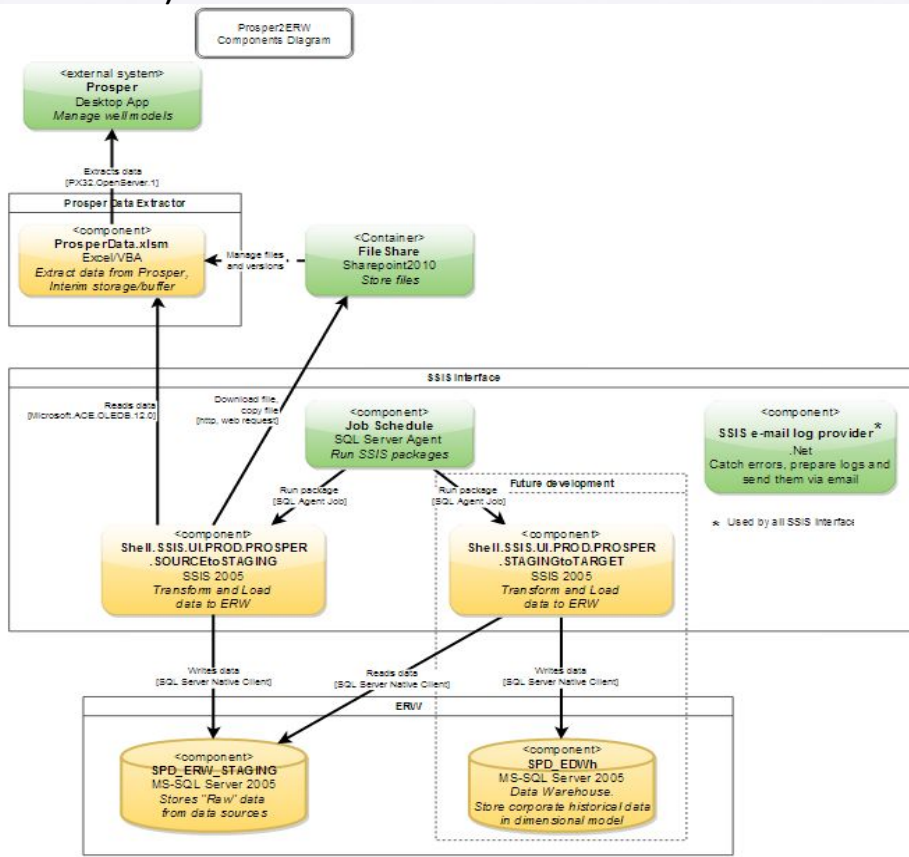 Prosper2ERW
Components Diagram
<external system>
Prosper
Desktop App
Manage well models
Extracts data
[PX32.OpenServer.1]
Prosper Data Extractor
<component>
ProsperData.xlsm
Excel/VBA
Extract data from Prosper,
Interim storage/buffer
Manage files
and versions
<Container>
File Share
Sharepoint2010
Store files
SSIS Interface
Reads data
[Microsoft.ACE.OLEDB.12.0]
Download file,
copy file
[http, web request]
<component>
Job Schedule
SQL Server Agent
Run SSIS packages
<component>
SSIS e-mail log provider*
.Net
Catch errors, prepare logs and
send them via email
* Used by all SSIS Interface
Run package
[SQL Agent Job]
Run package
[SQL Agent Job]
Future development
<component>
Shell.SSIS.UI.PROD.PROSPER
.SOURCEtoSTAGING
SSIS 2005
Transform and Load
data to ERW
<component>
Shell.SSIS.UI.PROD.PROSPER
.STAGINGtoTARGET
SSIS 2005
Transform and Load
data to ERW
Writes data
[SQL Server Native Client]
Reads data
[SQL Server Native Client]
Writes data
[SQL Server Native Client]
ERW
<component>
SPD_ERW_STAGING
MS-SQL Server 2005
Stores "Raw" data
from data sources
<component>
SPD_EDWh
MS-SQL Server 2005
Data Warehouse.
Store corporate historical data
in dimensional model